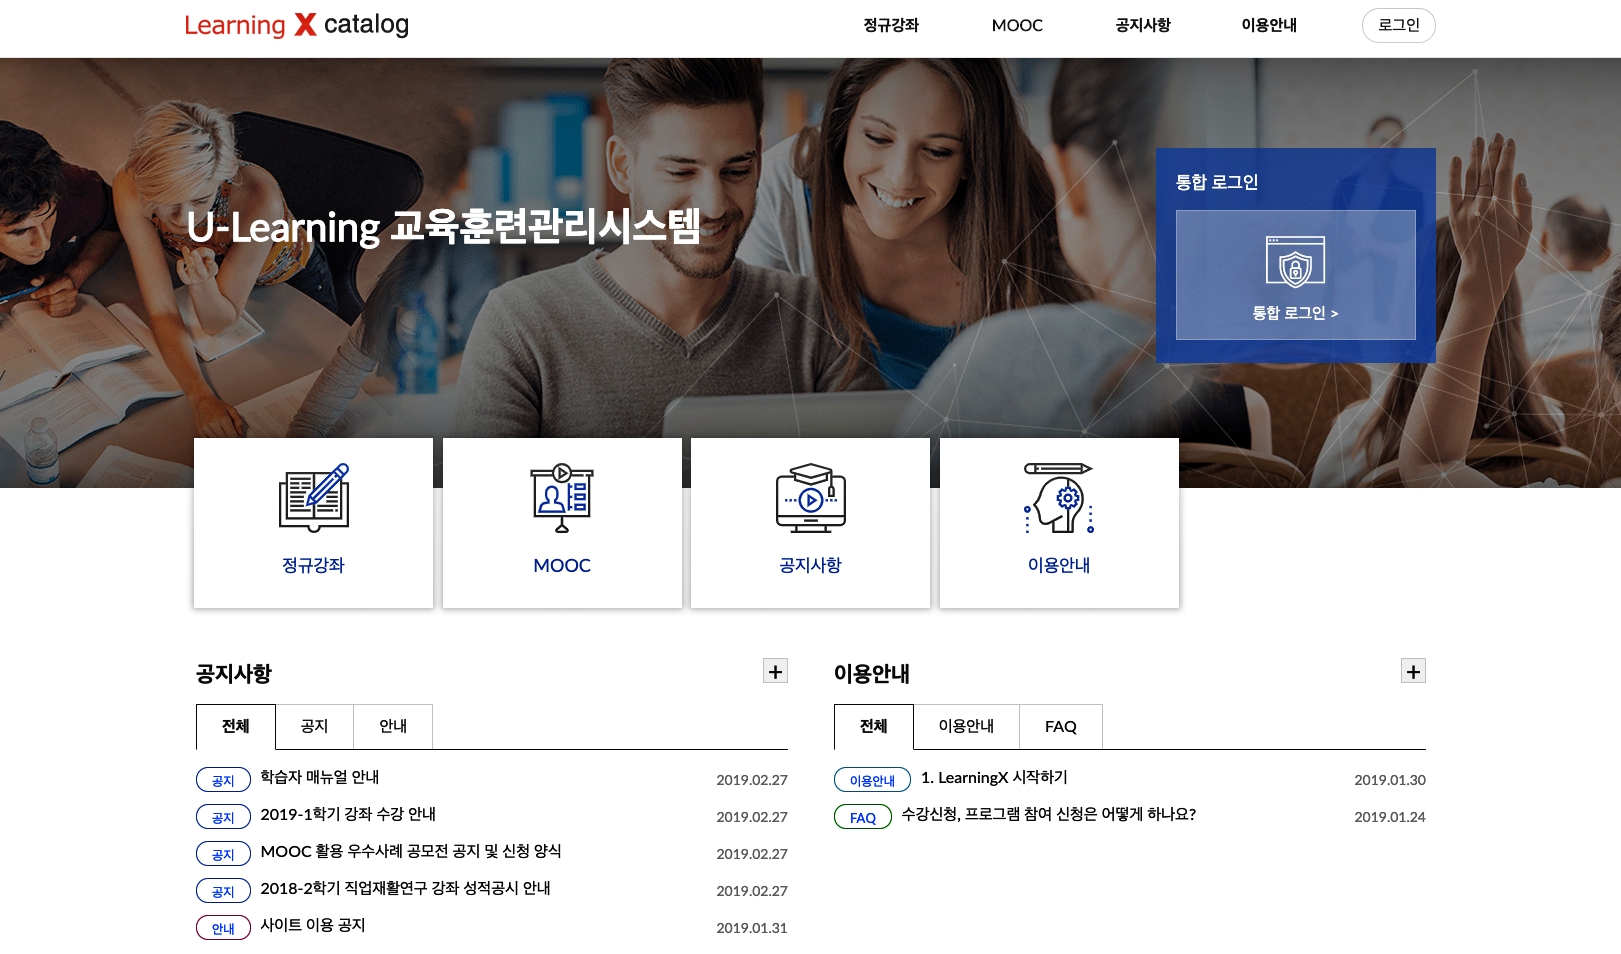 Learning X catalog
정규강좌
MOOC
공지사항
이용안내
로그인
U-Learning 교육훈련관리시스템
통합 로그인
통합 로그인 >
정규강좌
MOOC
공지사항
이용안내
공지사항
+
전체
공지
안내
공지 학습자 매뉴얼 안내 2019.02.27
공지 2019-1학기 강좌 수강 안내 2019.02.27
공지 MOOC 활용 우수사례 공모전 공지 및 신청 양식 2019.02.27
공지 2018-2학기 직업재활연구 강좌 성적공시 안내 2019.02.27
안내 사이트 이용 공지 2019.01.31
이용안내
+
전체
이용안내
FAQ
이용안내 1. LearningX 시작하기 2019.01.30
FAQ 수강신청, 프로그램 참여 신청은 어떻게 하나요? 2019.01.24